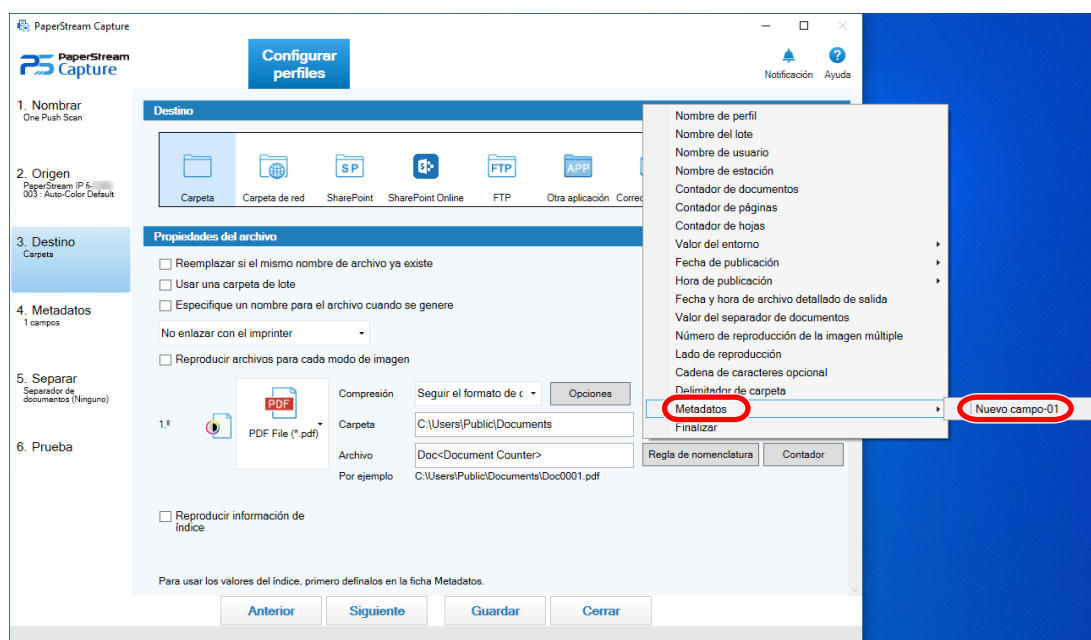 PaperStream Capture
PaperStream
Capture
Configurar
perfiles
Notificación
Ayuda
1. Nombrar
One Push Scan
2. Origen
PaperStream IP fi-
003 : Auto-Color Default
3. Destino
Carpeta
4. Metadatos
1 campos
5. Separar
Separador de
documentos (Ninguno)
6. Prueba
Destino
Carpeta
Carpeta de red
SP
SharePoint
SharePoint Online
FTP
FTP
APP
Otra aplicación
Propiedades del archivo
Reemplazar si el mismo nombre de archivo ya existe
Usar una carpeta de lote
Especifique un nombre para el archivo cuando se genere
No enlazar con el imprinter
Reproducir archivos para cada modo de imagen
1.º
PDF
PDF File (*.pdf)
Compresión
Seguir el formato de
Opciones
Carpeta
C:\Users\Public\Documents
Archivo
Doc<Document Counter>
Regla de nomenclatura
Contador
Por ejemplo
C:\Users\Public\Documents\Doc0001.pdf
Reproducir información de
índice
Para usar los valores del índice, primero defínalos en la ficha Metadatos.
Anterior
Siguiente
Guardar
Cerrar
Nombre de perfil
Nombre del lote
Nombre de usuario
Nombre de estación
Contador de documentos
Contador de páginas
Contador de hojas
Valor del entorno
Fecha de publicación
Hora de publicación
Fecha y hora de archivo detallado de salida
Valor del separador de documentos
Número de reproducción de la imagen múltiple
Lado de reproducción
Cadena de caracteres opcional
Delimitador de carpeta
Metadatos
Nuevo campo-01
Finalizar